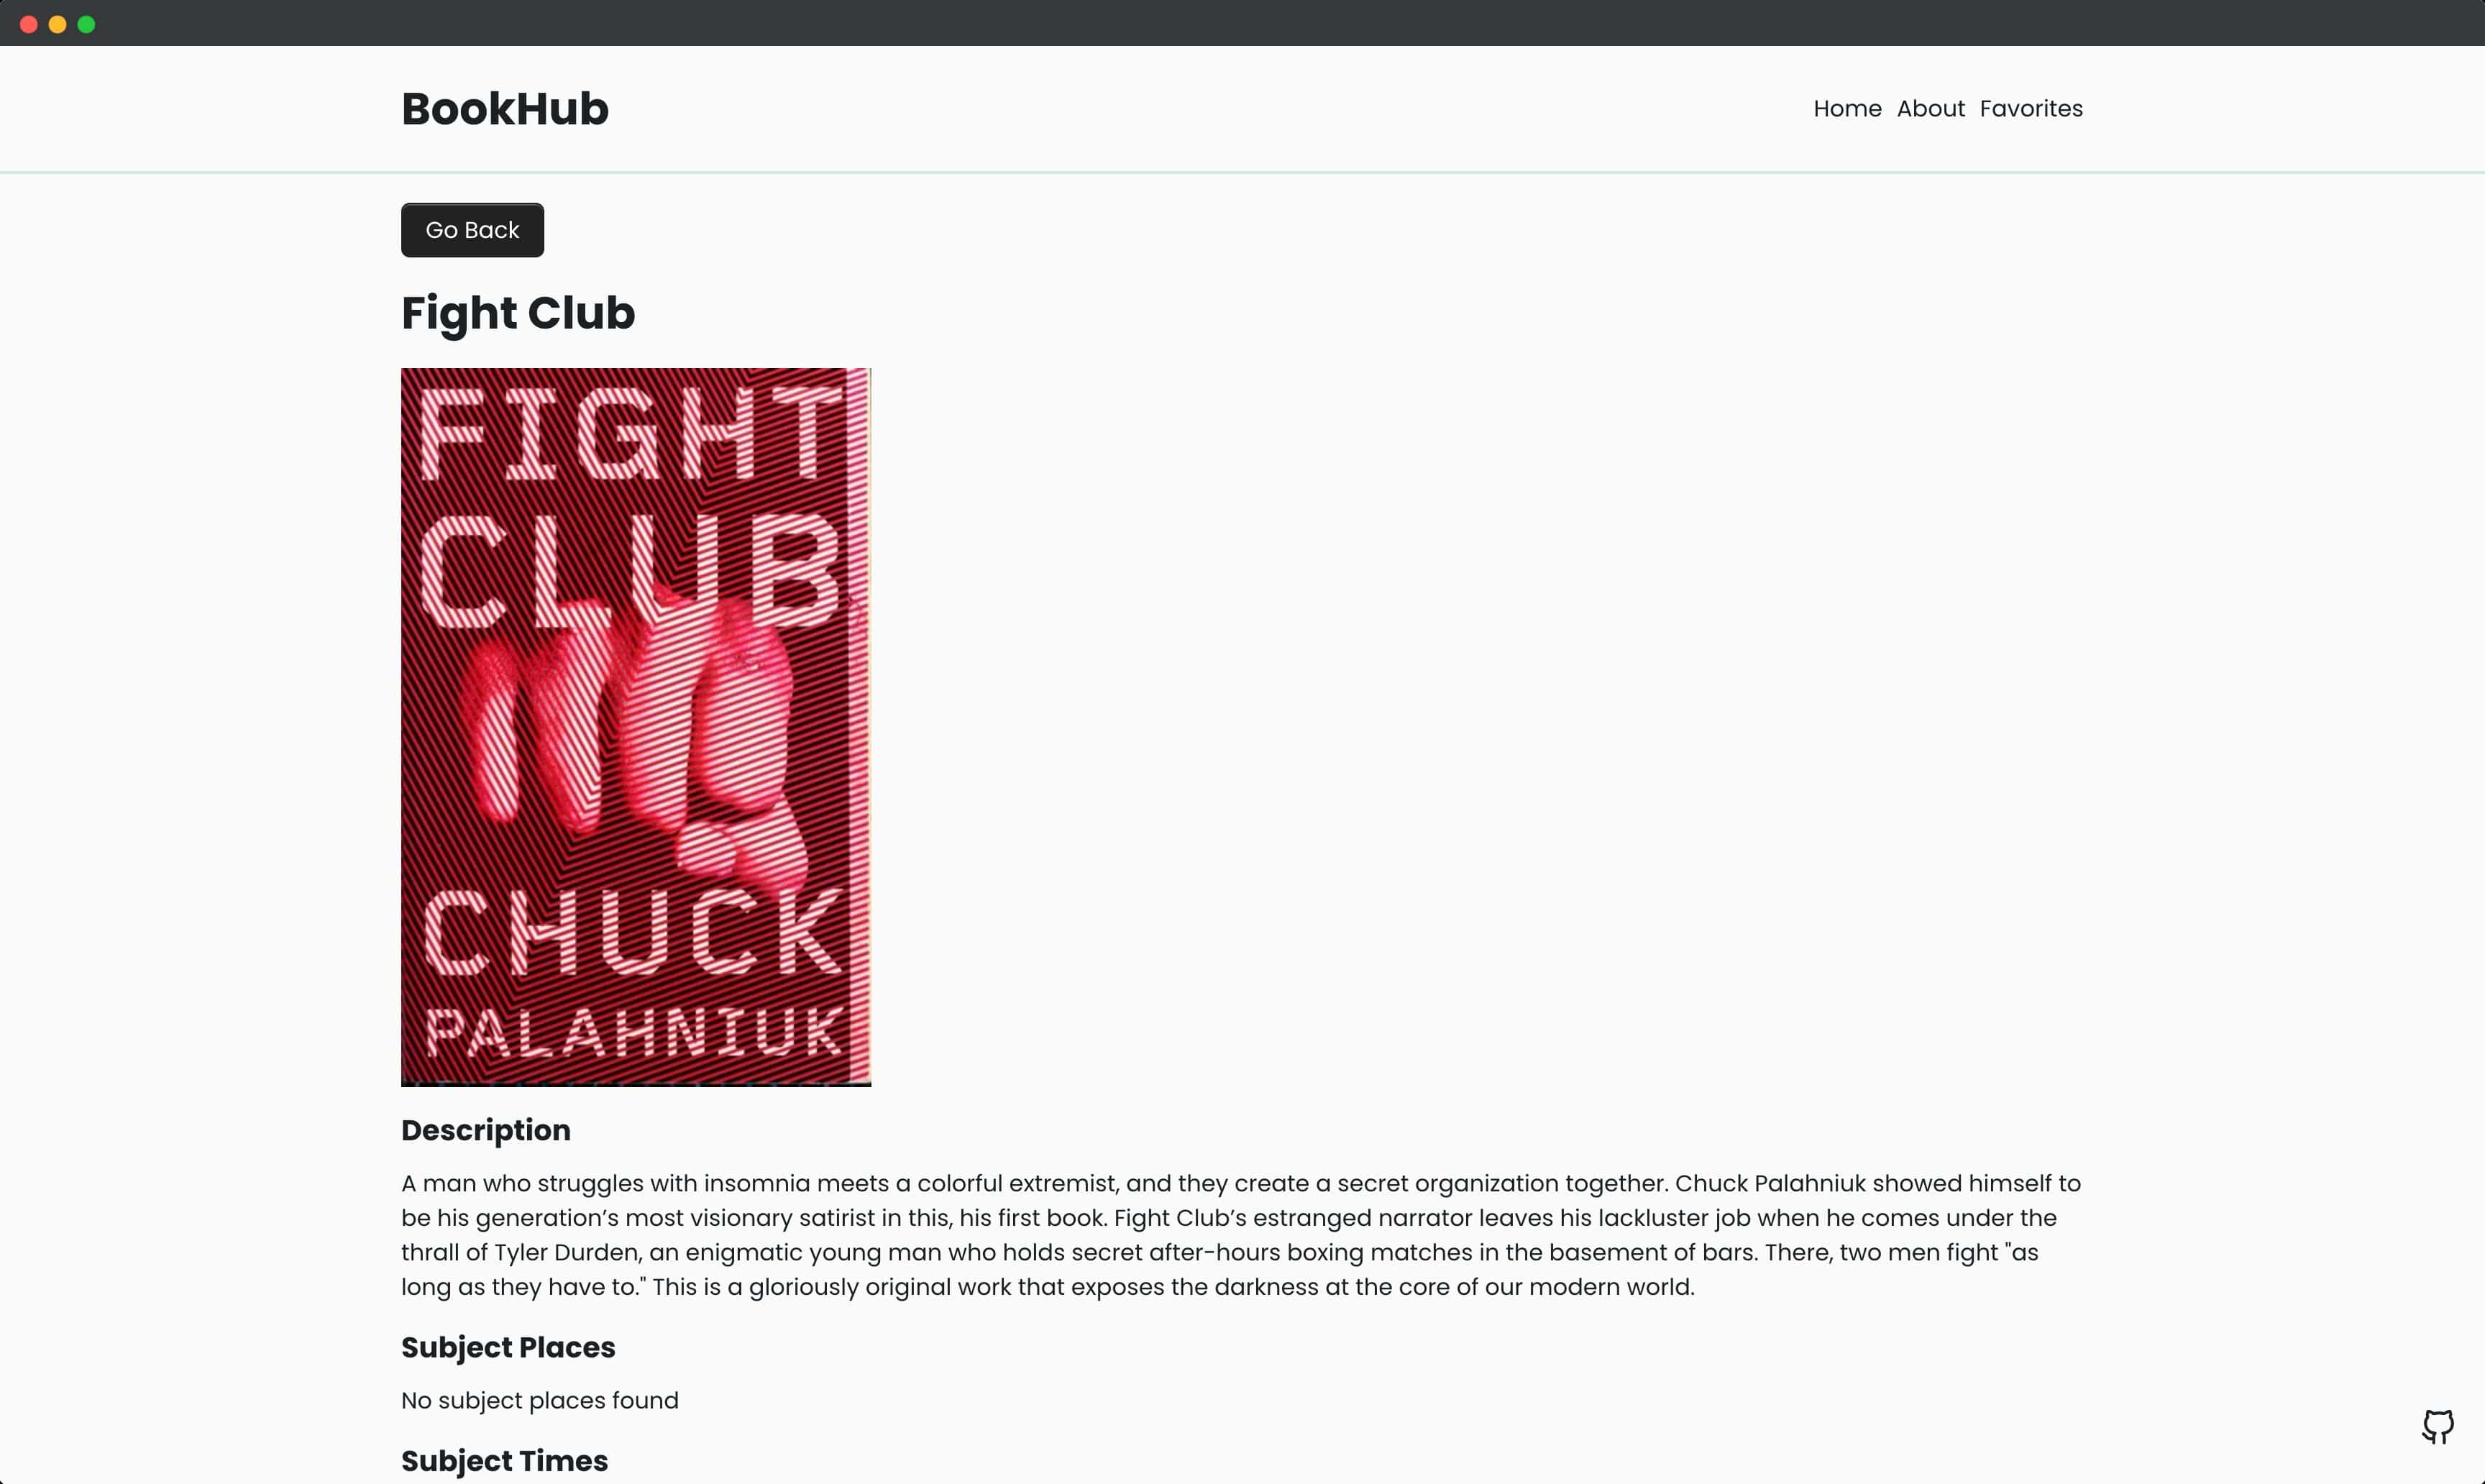 BookHub
Home About Favorites
Go Back
Fight Club
FIGHT
CLUB
CHUCK
PALAHNIUK
Description
A man who struggles with insomnia meets a colorful extremist, and they create a secret organization together. Chuck Palahniuk showed himself to
be his generation’s most visionary satirist in this, his first book. Fight Club’s estranged narrator leaves his lackluster job when he comes under the
thrall of Tyler Durden, an enigmatic young man who holds secret after-hours boxing matches in the basement of bars. There, two men fight "as
long as they have to." This is a gloriously original work that exposes the darkness at the core of our modern world.
Subject Places
No subject places found
Subject Times